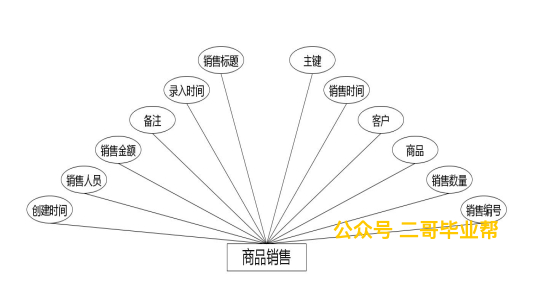 销售标题
主键
录入时间
销售时间
备注
客户
销售金额
商品
销售人员
销售数量
创建时间
销售编号
公众号 二哥毕业帮
商品销售